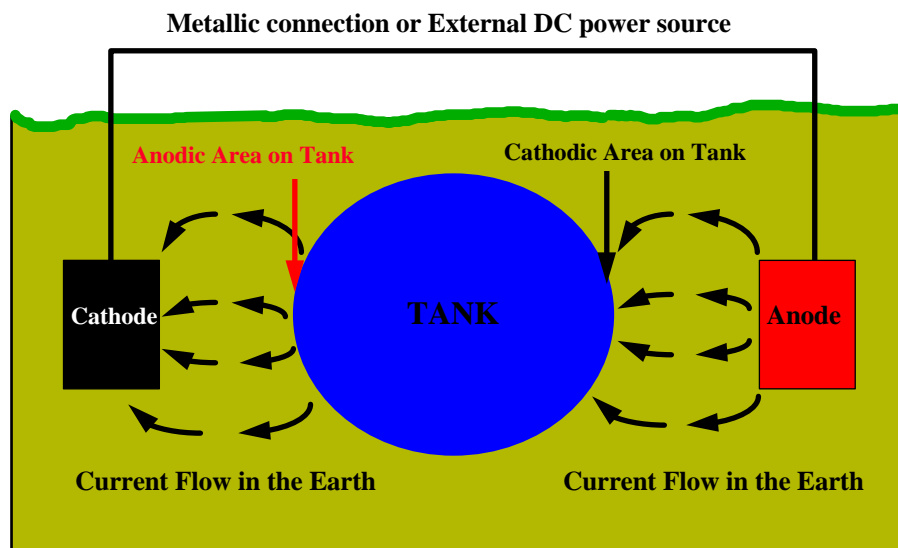 Metallic connection or External DC power source
Anodic Area on Tank
Cathodic Area on Tank
Cathode
TANK
Anode
Current Flow in the Earth
Current Flow in the Earth